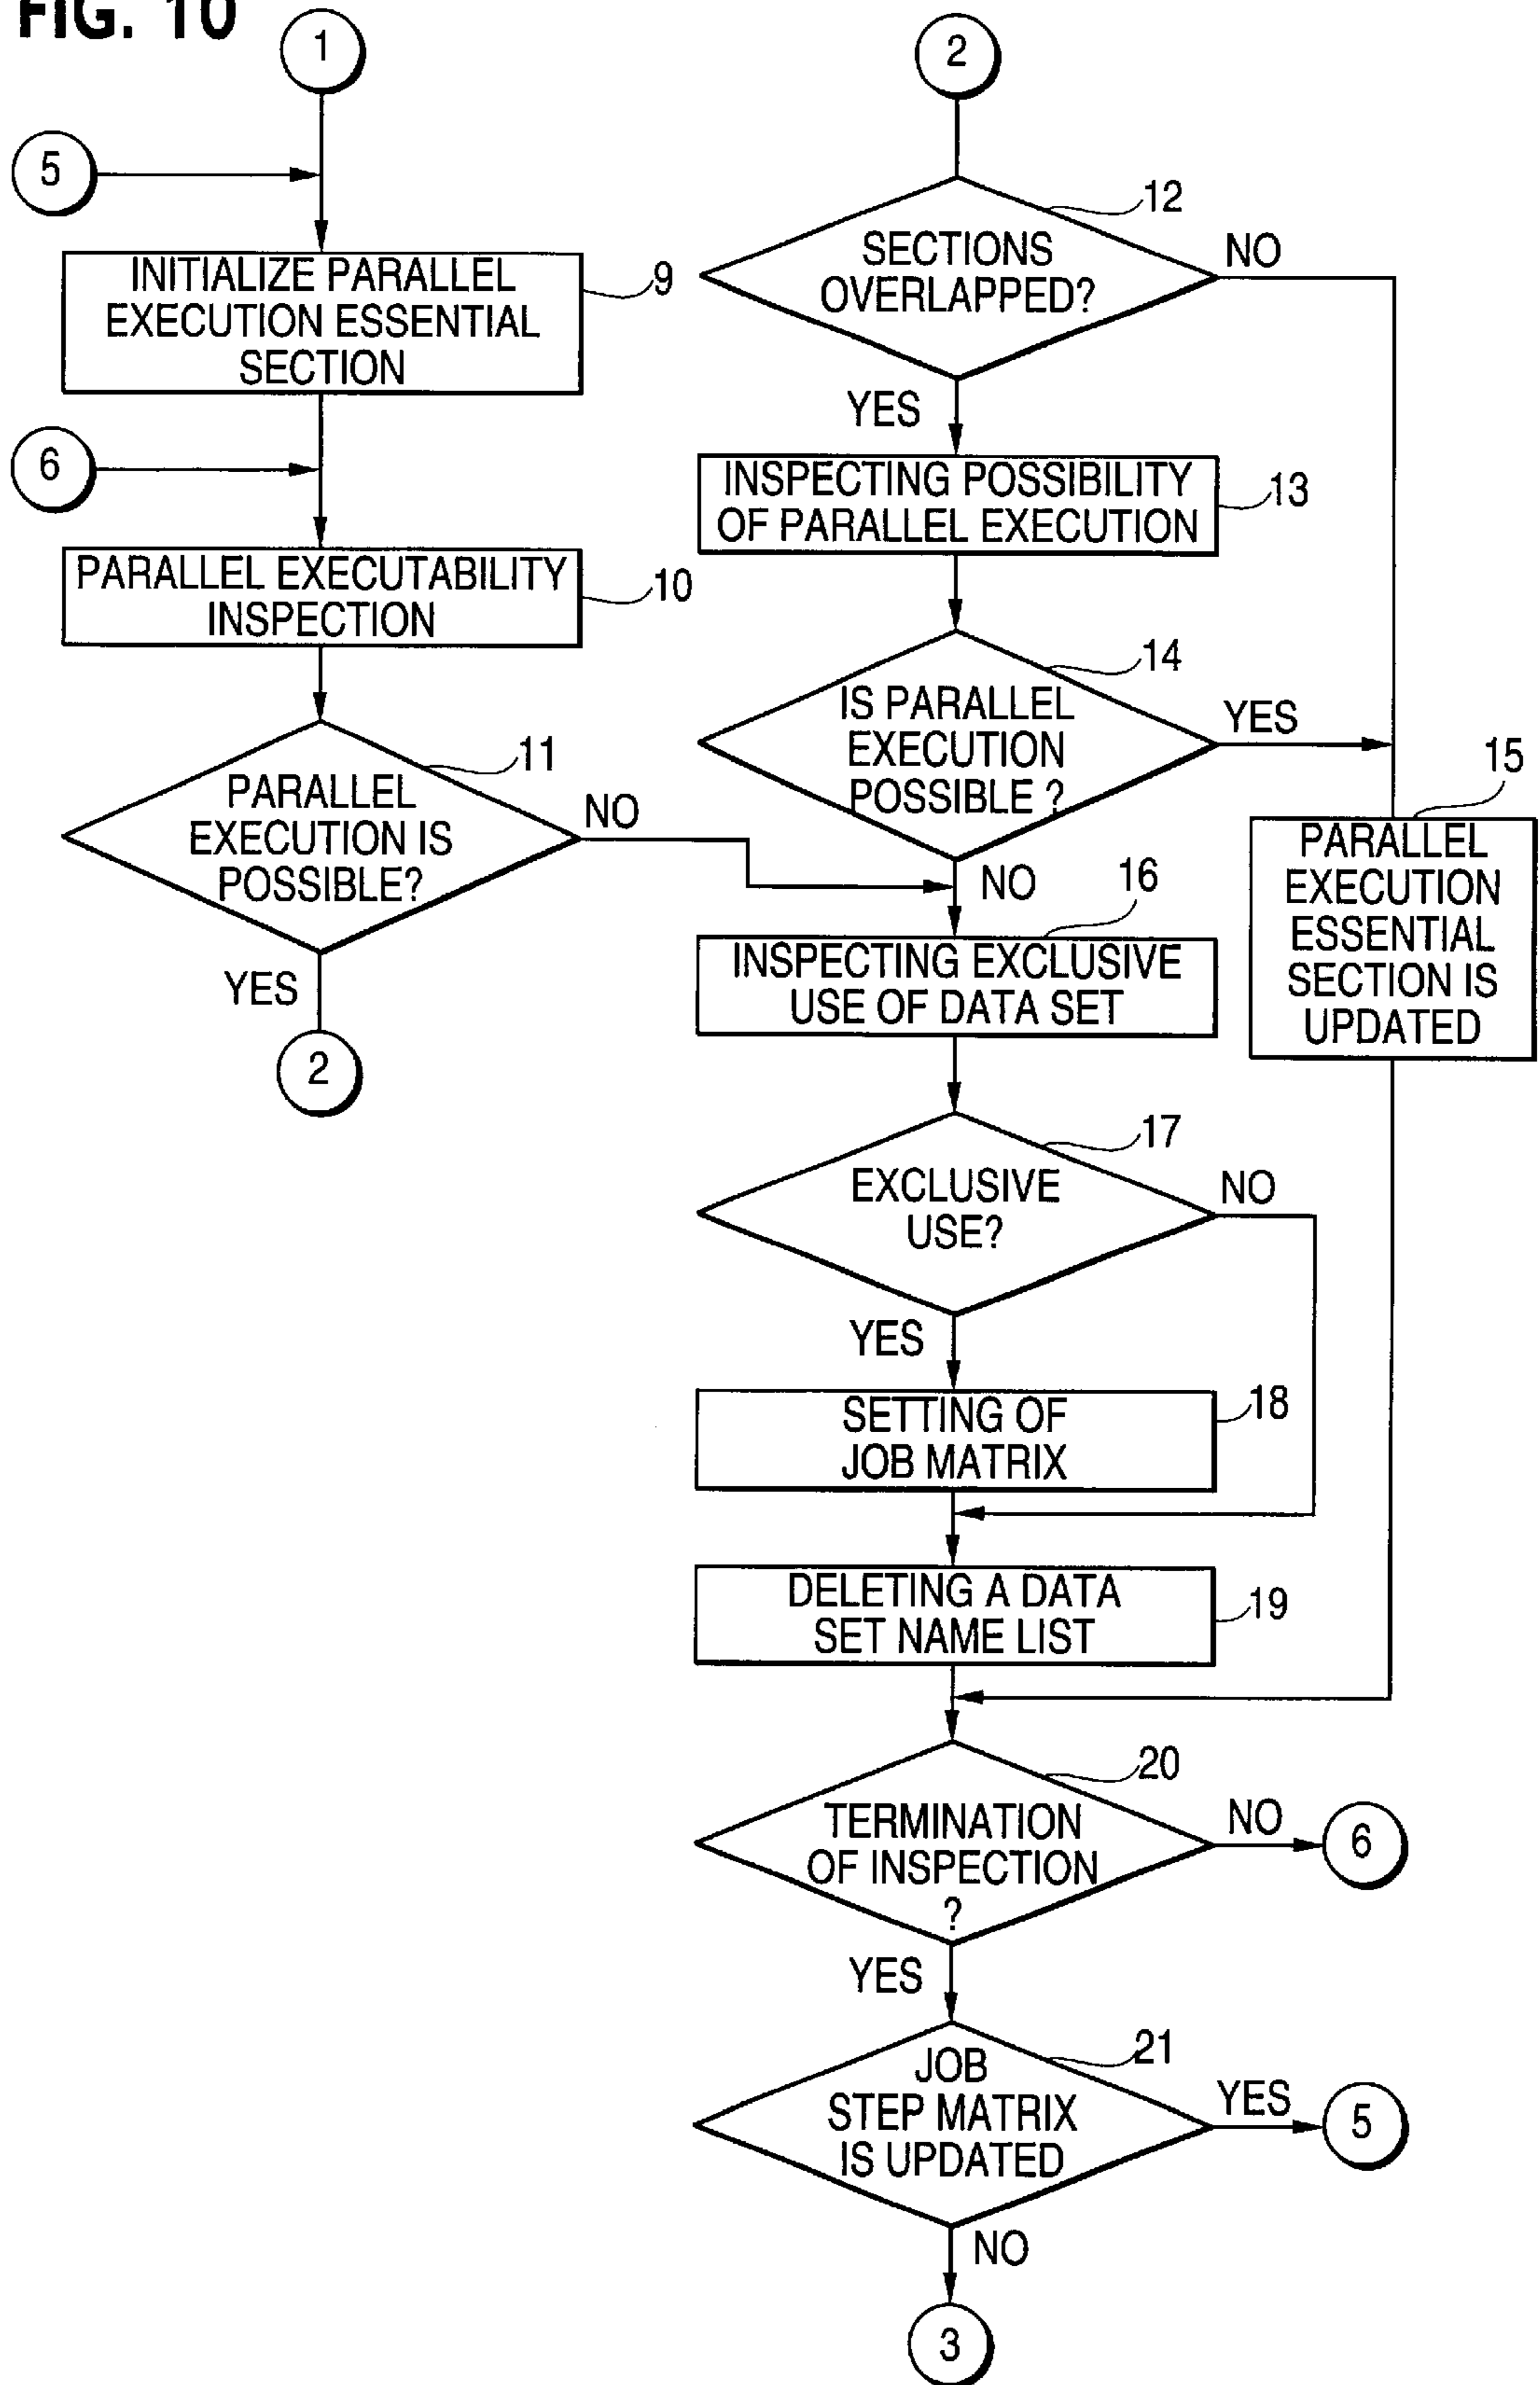 FIG. 10
1
5
INITIALIZE PARALLEL
EXECUTION ESSENTIAL
SECTION
9
6
PARALLEL EXECUTABILITY
INSPECTION
10
11
PARALLEL
EXECUTION IS
POSSIBLE?
NO
YES
2
2
12
SECTIONS
OVERLAPPED?
NO
YES
INSPECTING POSSIBILITY
OF PARALLEL EXECUTION
13
14
IS PARALLEL
EXECUTION
POSSIBLE ?
YES
NO
15
PARALLEL
EXECUTION
ESSENTIAL
SECTION IS
UPDATED
16
INSPECTING EXCLUSIVE
USE OF DATA SET
17
EXCLUSIVE
USE?
NO
YES
SETTING OF
JOB MATRIX
18
DELETING A DATA
SET NAME LIST
19
20
TERMINATION
OF INSPECTION
?
NO
6
YES
21
JOB
STEP MATRIX
IS UPDATED
YES
5
NO
3